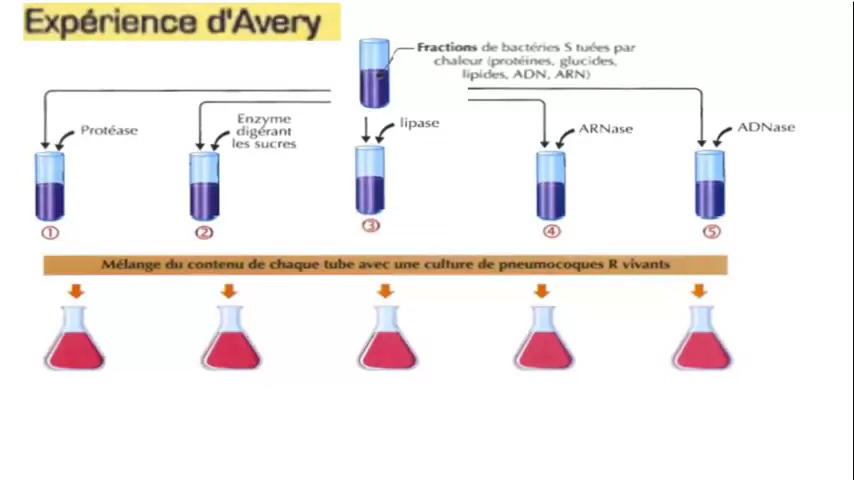 Expérience d'Avery
Fractions de bactéries S tuées par
chaleur (protéines, glucides,
lipides, ADN, ARN)
Protéase
Enzyme
digérant
les sucres
lipase
ARNase
ADNase
① ② ③ ④ ⑤
Mélange du contenu de chaque tube avec une culture de pneumocoques R vivants